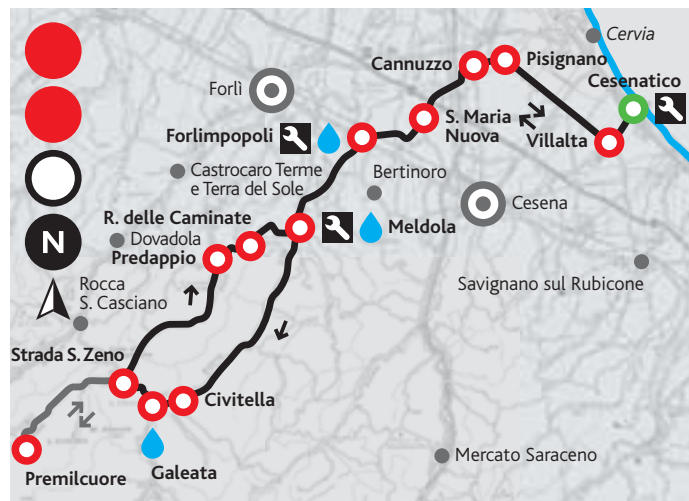 Cervia
Pisignano
Cannuzzo
Cesenatico
Forlì
S. Maria
Nuova
Forlimpopoli
Villalta
Castrocaro Terme
e Terra del Sole
Bertinoro
R. delle Caminate
Cesena
N
Dovadola
Meldola
Predappio
Savignano sul Rubicone
Rocca
S. Casciano
Strada S. Zeno
Civitella
Mercato Saraceno
Premilcuore
Galeata